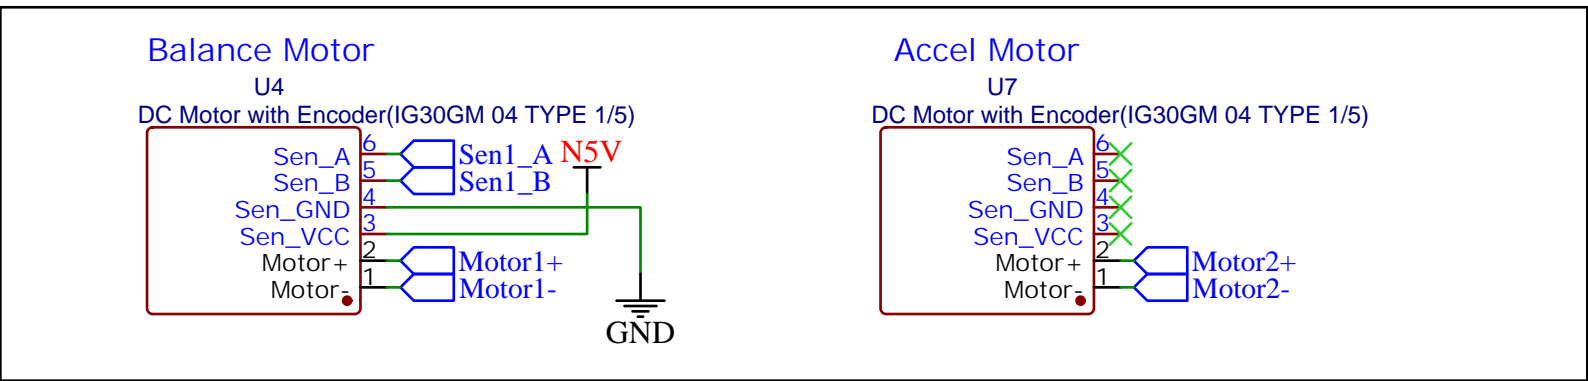 Balance Motor
U4
DC Motor with Encoder(IG30GM 04 TYPE 1/5)
Sen_A 6 Sen1_A N5V
Sen_B 5 Sen1_B
Sen_GND 4
Sen_VCC 3
Motor+ 2 Motor1+
Motor- 1 Motor1-
GND
Accel Motor
U7
DC Motor with Encoder(IG30GM 04 TYPE 1/5)
Sen_A 6
Sen_B 5
Sen_GND 4
Sen_VCC 3
Motor+ 2 Motor2+
Motor- 1 Motor2-